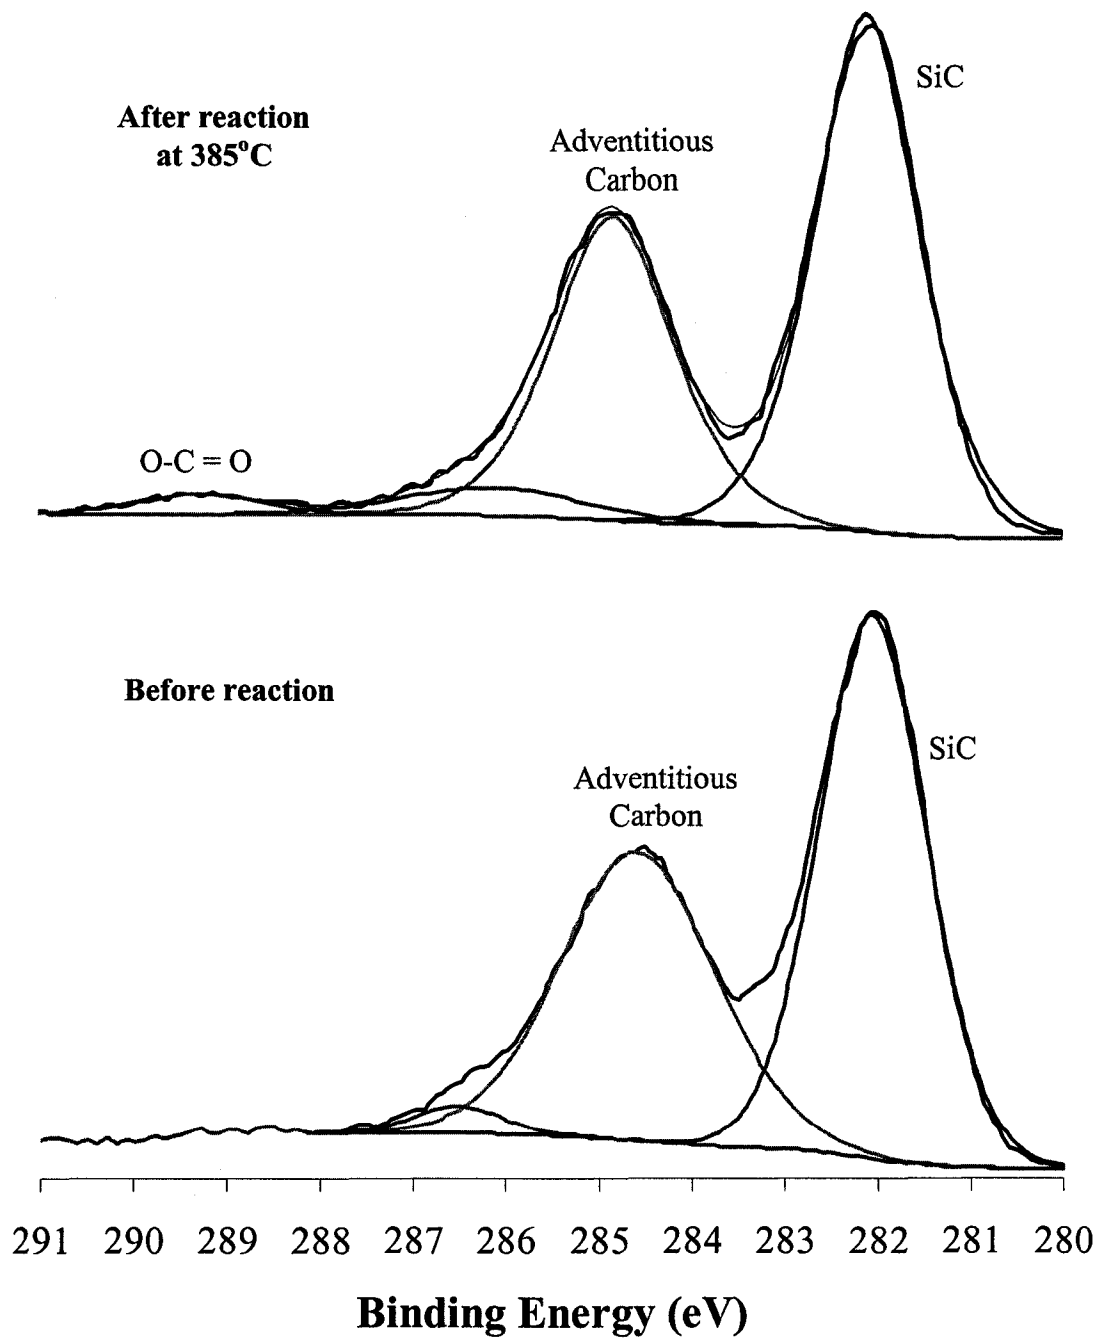 SiC
After reaction
at 385°C
Adventitious
Carbon
O-C = O
Before reaction
SiC
Adventitious
Carbon
291 290 289 288 287 286 285 284 283 282 281 280
Binding Energy (eV)